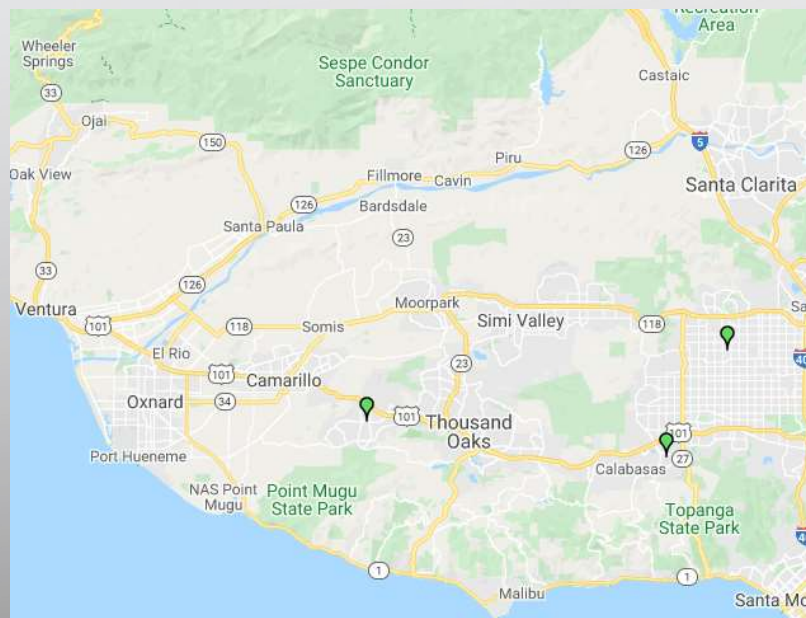 Recreation
Area
Wheeler
Springs
Sespe Condor
Sanctuary
Castaic
33
Ojai
150
126
5
Oak View
Piru
Fillmore
Cavin
Santa Clarita
126
Bardsdale
Santa Paula
23
33
126
Moorpark
Ventura
101
118
Somis
Simi Valley
118
El Rio
23
101
Camarillo
Oxnard
34
101
Thousand
Oaks
101
Port Hueneme
Calabasas
27
NAS Point
Mugu
Point Mugu
State Park
Topanga
State Park
1
1
Malibu
Santa Mo